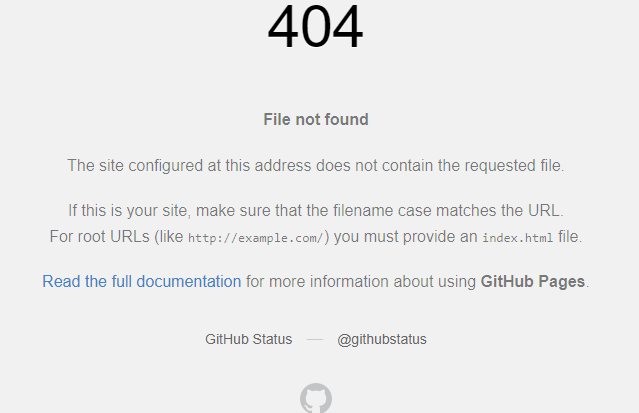 404
File not found
The site configured at this address does not contain the requested file.
If this is your site, make sure that the filename case matches the URL.
For root URLs (like http://example.com/) you must provide an index.html file.
Read the full documentation for more information about using GitHub Pages.
GitHub Status — @githubstatus